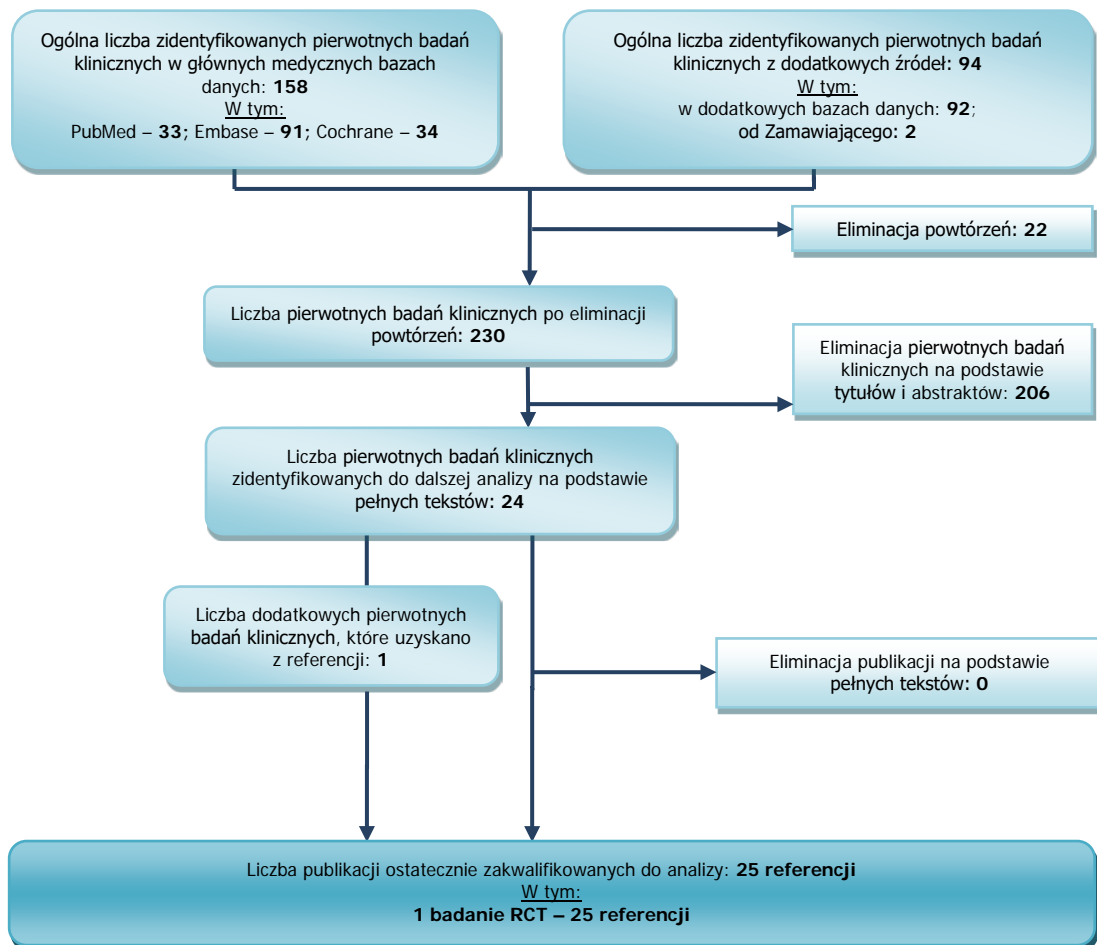 Ogólna liczba zidentyfikowanych pierwotnych badań
klinicznych w głównych medycznych bazach
danych: 158
W tym:
PubMed – 33; Embase – 91; Cochrane – 34
Ogólna liczba zidentyfikowanych pierwotnych badań
klinicznych z dodatkowych źródeł: 94
W tym:
w dodatkowych bazach danych: 92;
od Zamawiającego: 2
Eliminacja powtórzeń: 22
Liczba pierwotnych badań klinicznych po eliminacji
powtórzeń: 230
Eliminacja pierwotnych badań
klinicznych na podstawie
tytułów i abstraktów: 206
Liczba pierwotnych badań klinicznych
zidentyfikowanych do dalszej analizy na podstawie
pełnych tekstów: 24
Liczba dodatkowych pierwotnych
badań klinicznych, które uzyskano
z referencji: 1
Eliminacja publikacji na podstawie
pełnych tekstów: 0
Liczba publikacji ostatecznie zakwalifikowanych do analizy: 25 referencji
W tym:
1 badanie RCT – 25 referencji